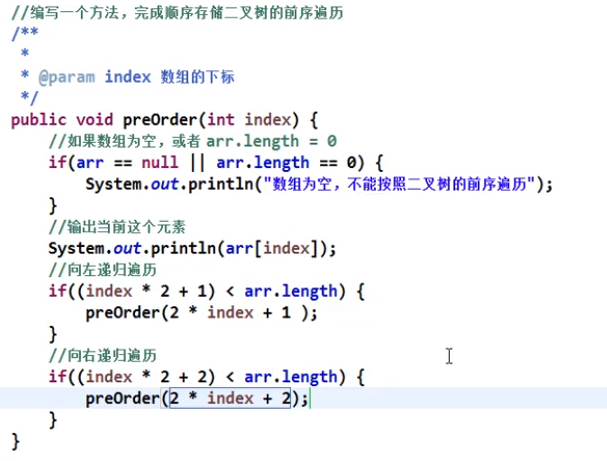 //编写一个方法，完成顺序存储二叉树的前序遍历
/**
 *
 * @param index 数组的下标
 */
public void preOrder(int index) {
    //如果数组为空，或者 arr.length = 0
    if(arr == null || arr.length == 0) {
        System.out.println("数组为空，不能按照二叉树的前序遍历");
    }
    //输出当前这个元素
    System.out.println(arr[index]);
    //向左递归遍历
    if((index * 2 + 1) < arr.length) {
        preOrder(2 * index + 1 );
    }
    //向右递归遍历
    if((index * 2 + 2) < arr.length) {
        preOrder(2 * index + 2);
    }
}